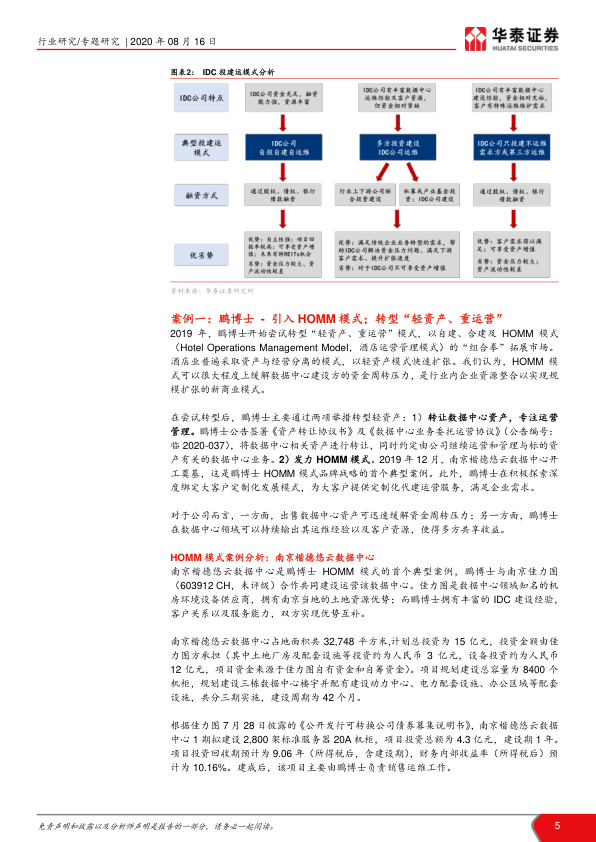 行业研究/专题研究 | 2020 年 08 月 16 日
华泰证券
HUATAI SECURITIES
图表2： IDC 投建运模式分析
IDC公司特点
IDC公司资金充足，融资
能力强，资源丰富
IDC公司有丰富数据中心
运维经验及客户资源，
但资金相对紧缺
IDC公司有丰富数据中心
建设经验，资金相对充裕，
客户有特殊运维维护需求
典型投建运
模式
IDC公司
自投自建自运维
多方投资建设
IDC公司运维
IDC公司只投建不运维
需求方或第三方运维
融资方式
通过股权、债权、银行
借款融资
行业上下游公司联
合投资建设
私募或产业基金投
资；IDC公司建设
通过股权、债权、银行
借款融资
优劣势
优势：自主性强；项目回
报率较高；可享受资产增
值；未来有转REITs机会
劣势：资金压力较大、资
产流动性较差
优势：满足传统企业业务转型的需求，帮
助IDC公司解决资金压力问题、满足下游
客户需求、提升扩张速度
劣势：对于IDC公司不可享受资产增值
优势：客户需求得以满
足；可享受资产增值
劣势：资金压力较大；
资产流动性较差
资料来源：华泰证券研究所
案例一：鹏博士 - 引入 HOMM 模式；转型“轻资产、重运营”
2019 年，鹏博士开始尝试转型“轻资产、重运营”模式，以自建、合建及 HOMM 模式
（Hotel Operations Management Model，酒店运营管理模式）的“组合拳”拓展市场。
酒店业普遍采取资产与经营分离的模式，以轻资产模式快速扩张。我们认为，HOMM 模
式可以很大程度上缓解数据中心建设方的资金周转压力，是行业内企业资源整合以实现规
模扩张的新商业模式。
在尝试转型后，鹏博士主要通过两项举措转型轻资产：1）转让数据中心资产，专注运营
管理。鹏博士公告签署《资产转让协议书》及《数据中心业务委托运营协议》（公告编号：
临 2020-037），将数据中心相关资产进行转让，同时约定由公司继续运营和管理与标的资
产有关的数据中心业务。2）发力 HOMM 模式。2019 年 12 月，南京楷德悠云数据中心开
工奠基，这是鹏博士 HOMM 模式品牌战略的首个典型案例。此外，鹏博士在积极探索深
度绑定大客户定制化发展模式，为大客户提供定制化代建运营服务，满足企业需求。
对于公司而言，一方面，出售数据中心资产可迅速缓解资金周转压力；另一方面，鹏博士
在数据中心领域可以持续输出其运维经验以及客户资源，使得多方共享收益。
HOMM 模式案例分析：南京楷德悠云数据中心
南京楷德悠云数据中心是鹏博士 HOMM 模式的首个典型案例，鹏博士与南京佳力图
（603912 CH，未评级）合作共同建设运营该数据中心。佳力图是数据中心领域知名的机
房环境设备供应商，拥有南京当地的土地资源优势；而鹏博士拥有丰富的 IDC 建设经验，
客户关系以及服务能力，双方实现优势互补。
南京楷德悠云数据中心占地面积共 32,748 平方米,计划总投资为 15 亿元，投资金额由佳
力图方承担（其中土地厂房及配套设施等投资约为人民币 3 亿元，设备投资约为人民币
12 亿元，项目资金来源于佳力图自有资金和自筹资金）。项目规划建设总容量为 8400 个
机柜，规划建设三栋数据中心楼宇并配有建设动力中心、电力配套设施、办公区域等配套
设施，共分三期实施，建设周期为 42 个月。
根据佳力图 7 月 28 日披露的《公开发行可转换公司债券募集说明书》，南京楷德悠云数据
中心 1 期拟建设 2,800 架标准服务器 20A 机柜，项目投资总额为 4.3 亿元，建设期 1 年。
项目投资回收期预计为 9.06 年（所得税后，含建设期），财务内部收益率（所得税后）预
计为 10.16%。建成后，该项目主要由鹏博士负责销售运维工作。
免责声明和披露以及分析师声明是报告的一部分，请务必一起阅读。
5